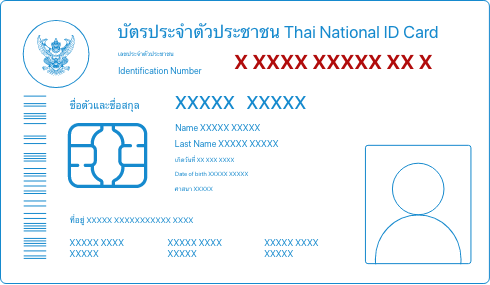 บัตรประจำตัวประชาชน Thai National ID Card
เลขประจำตัวประชาชน
Identification Number
X XXXX XXXXX XX X
ชื่อตัวและชื่อสกุล XXXXX XXXXX
Name XXXXX XXXXX
Last Name XXXXX XXXXX
เกิดวันที่ XX XXX XXXX
Date of birth XXXXX XXXXX
ศาสนา XXXXX
ที่อยู่ XXXXX XXXXXXXXXXX XXXX
XXXXX XXXX XXXXX XXXX XXXXX XXXX
XXXXX XXXXX XXXXX